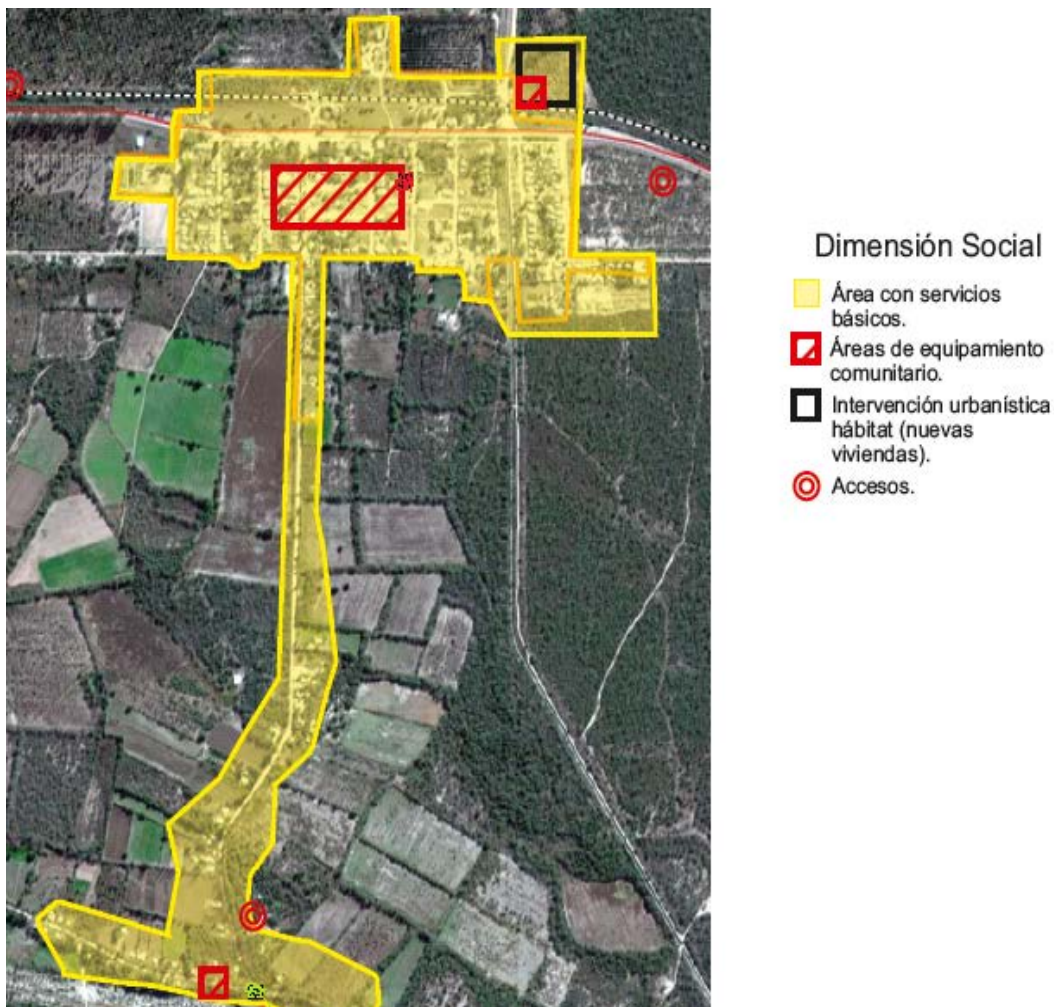 Dimensión Social
Área con servicios
básicos.
Áreas de equipamiento
comunitario.
Intervención urbanística
hábitat (nuevas
viviendas).
Accesos.